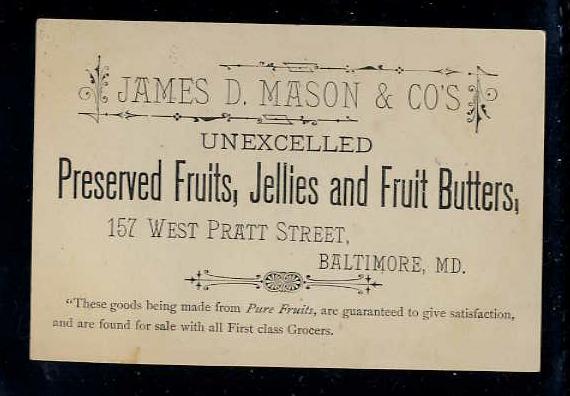 JAMES D. MASON & CO'S
UNEXCELLED
Preserved Fruits, Jellies and Fruit Butters,
157 WEST PRATT STREET,
BALTIMORE, MD.
"These goods being made from Pure Fruits, are guaranteed to give satisfaction,
and are found for sale with all First class Grocers.